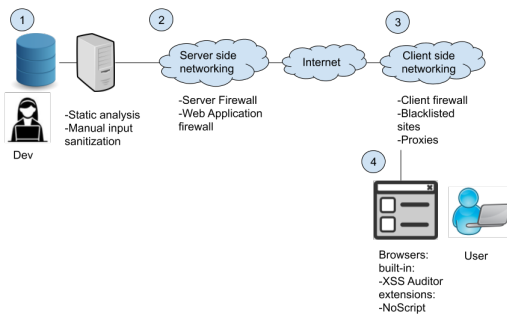 1
2
3
Server side
networking
Internet
Client side
networking
-Static analysis
-Manual input
sanitization
Dev
-Server Firewall
-Web Application
firewall
-Client firewall
-Blacklisted
sites
-Proxies
4
Browsers:
built-in:
-XSS Auditor
extensions:
-NoScript
User